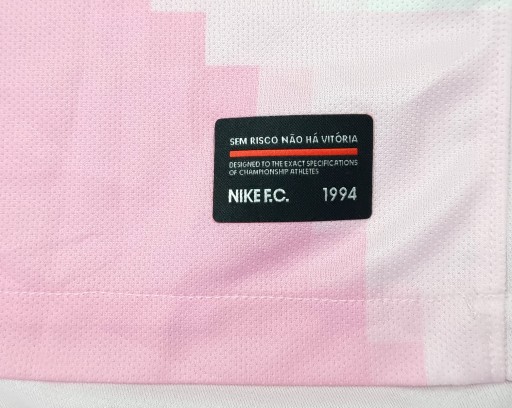 SEM RISCO NÃO HÁ VITÓRIA
DESIGNED TO THE EXACT SPECIFICATIONS
OF CHAMPIONSHIP ATHLETES
NIKE F.C. 1994